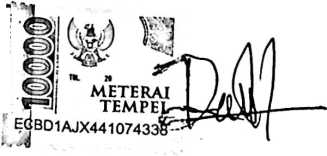 10000
TGL. 20
METERAI
TEMPEL
ECBD1AJX441074338